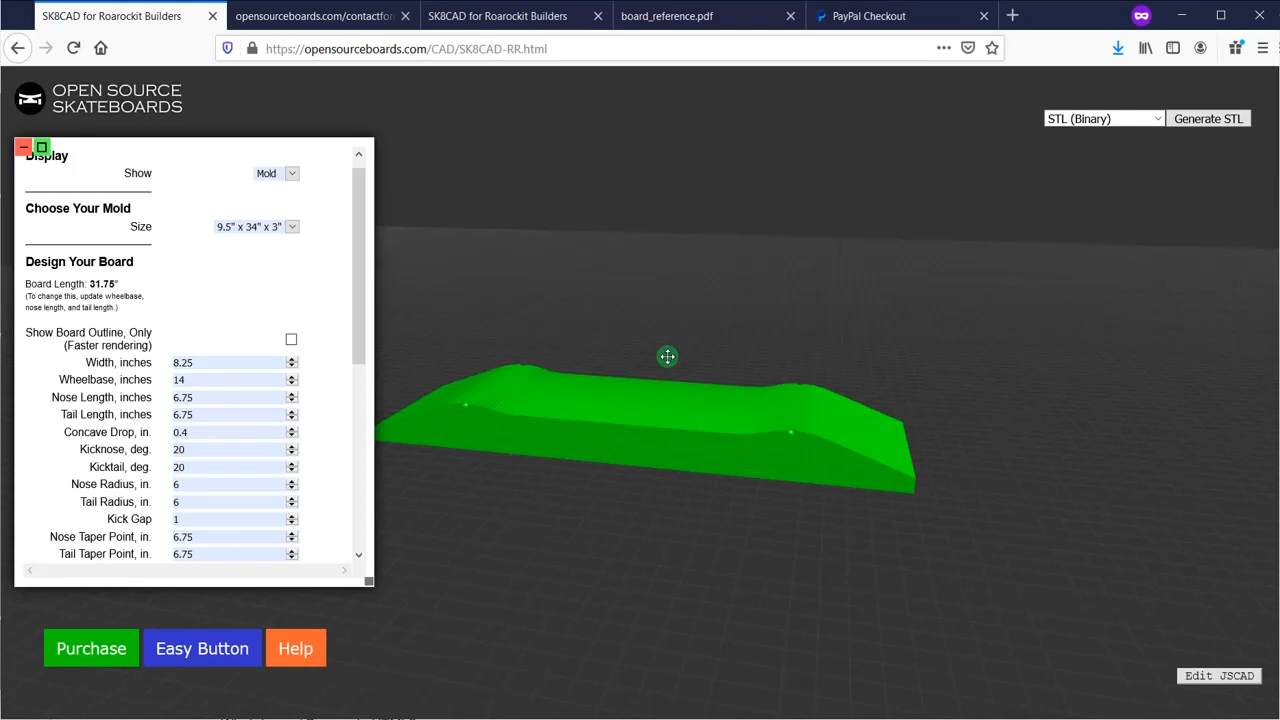 SK8CAD for Roarockit Builders
opensourceboards.com/contactfor
SK8CAD for Roarockit Builders
board_reference.pdf
PayPal Checkout
https://opensourceboards.com/CAD/SK8CAD-RR.html
OPEN SOURCE
SKATEBOARDS
STL (Binary)
Generate STL
Display
Show
Mold
Choose Your Mold
Size
9.5" x 34" x 3"
Design Your Board
Board Length: 31.75"
(To change this, update wheelbase,
nose length, and tail length.)
Show Board Outline, Only
(Faster rendering)
Width, inches 8.25
Wheelbase, inches 14
Nose Length, inches 6.75
Tail Length, inches 6.75
Concave Drop, in. 0.4
Kicknose, deg. 20
Kicktail, deg. 20
Nose Radius, in. 6
Tail Radius, in. 6
Kick Gap 1
Nose Taper Point, in. 6.75
Tail Taper Point, in. 6.75
Purchase
Easy Button
Help
Edit JSCAD